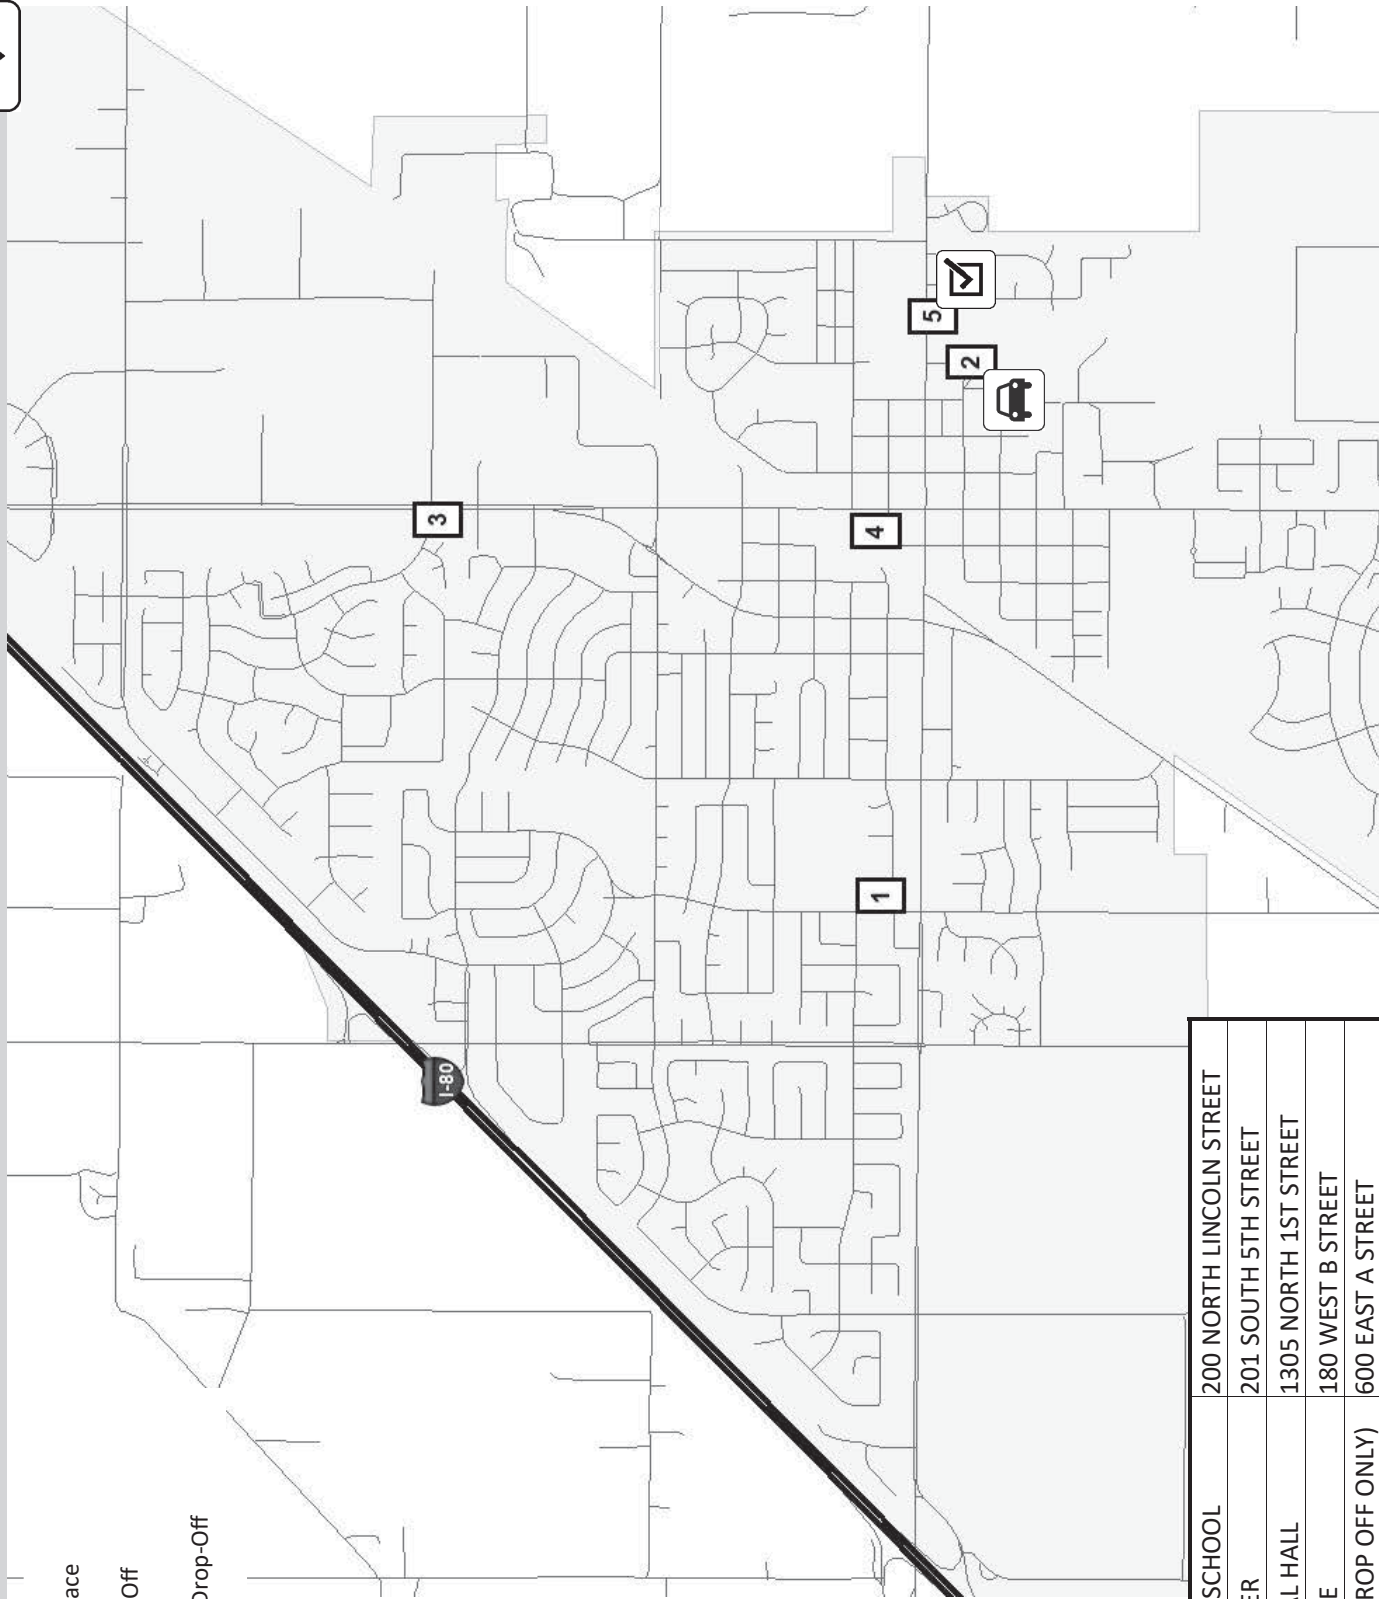 ace
Off
Drop-Off
I-80
1
2
3
4
5
SCHOOL 200 NORTH LINCOLN STREET
ER 201 SOUTH 5TH STREET
L HALL 1305 NORTH 1ST STREET
E 180 WEST B STREET
ROP OFF ONLY) 600 EAST A STREET